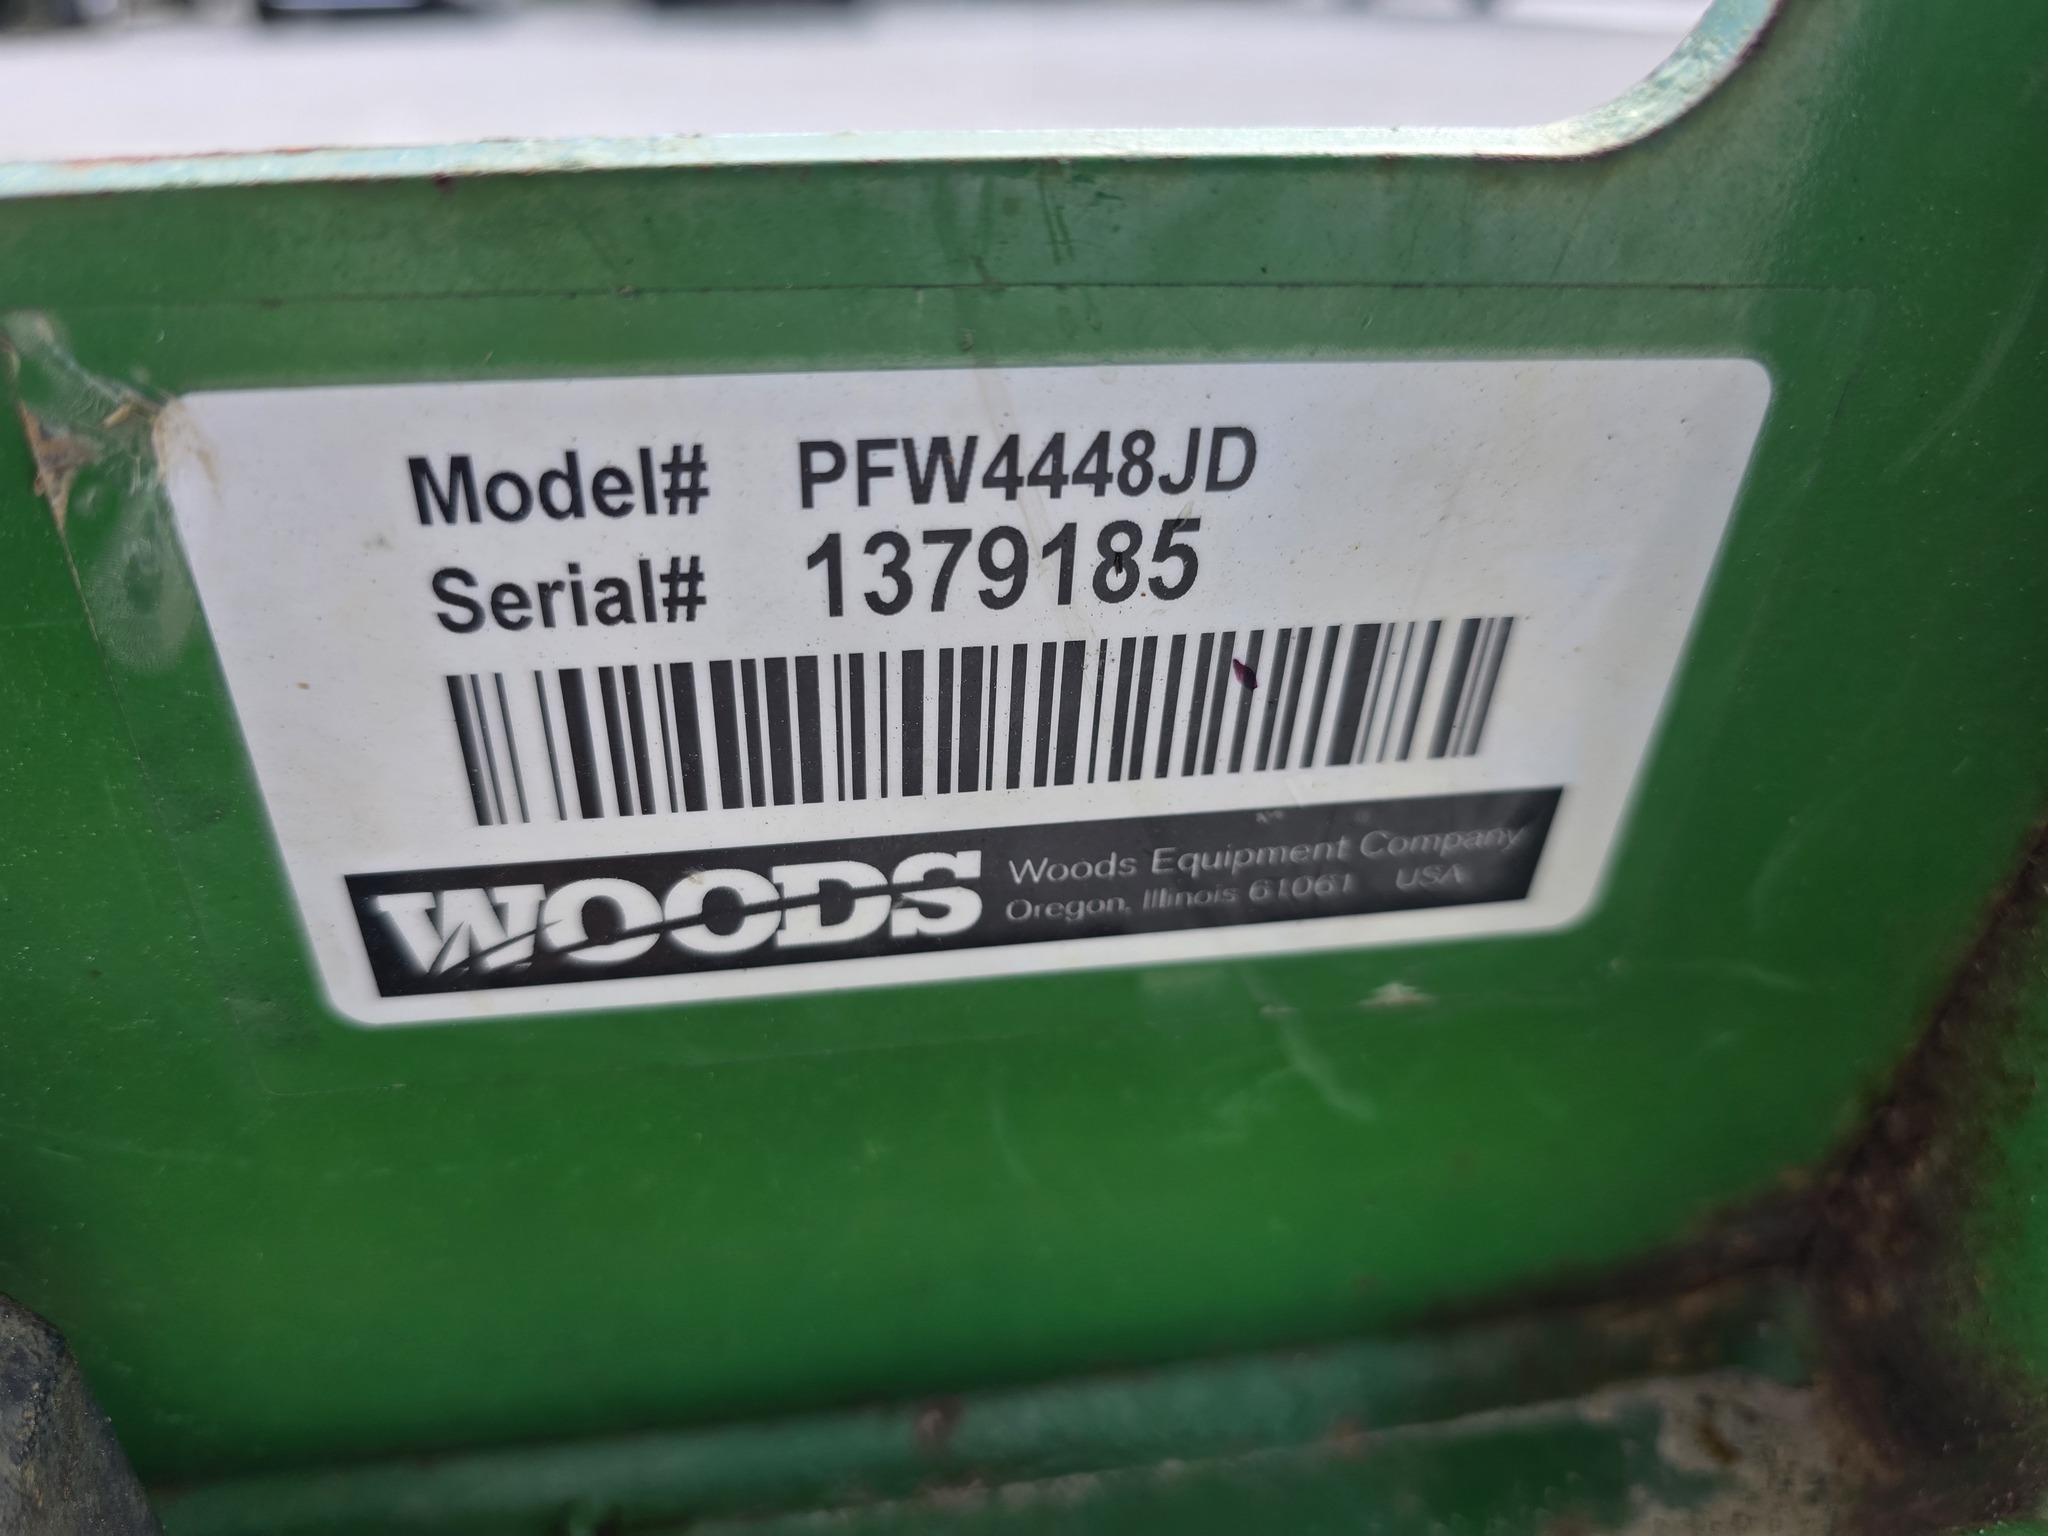 Model# PFW4448JD
Serial# 1379185
WOODS Woods Equipment Company
Oregon, Illinois 61061 USA